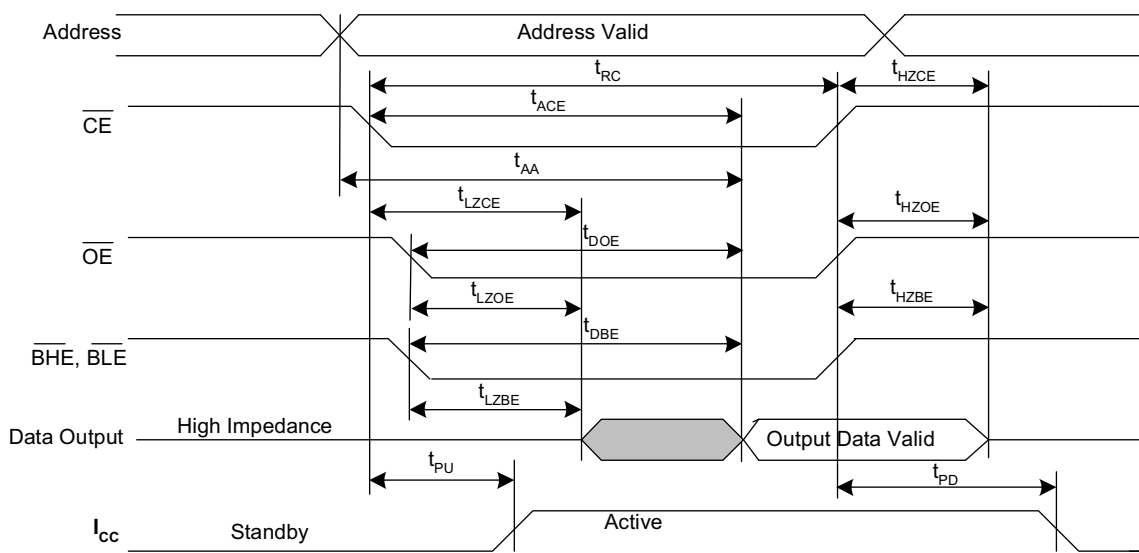 Address
Address Valid
tRC
tHZCE
tACE
CE
tAA
tLZCE
tHZOE
OE
tDOE
tLZOE
tHZBE
tDBE
BHE, BLE
tLZBE
Data Output
High Impedance
Output Data Valid
tPU
tPD
ICC
Standby
Active